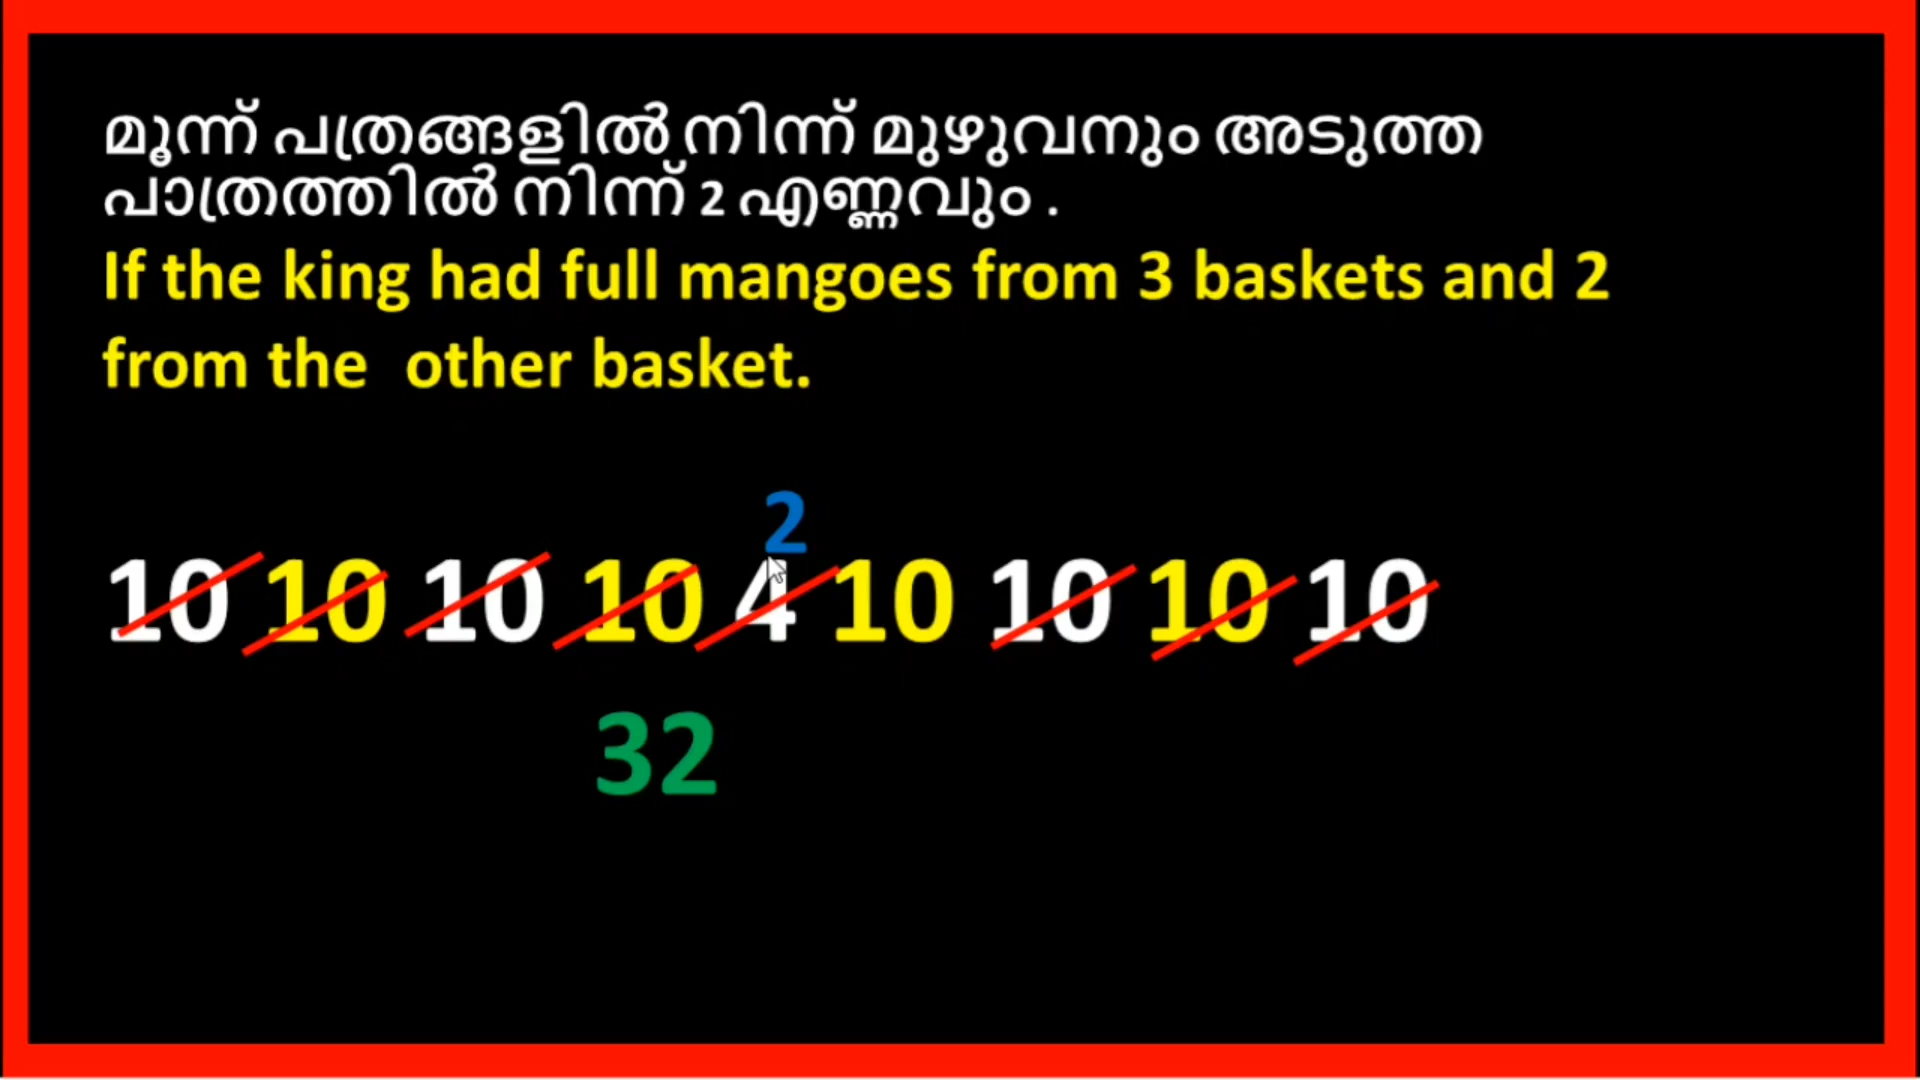 മൂന്ന് പത്രങ്ങളിൽ നിന്ന് മുഴുവനും അടുത്ത
പാത്രത്തിൽ നിന്ന് 2 എണ്ണവും .
If the king had full mangoes from 3 baskets and 2
from the other basket.
2
10 10 10 10 4 10 10 10 10
32